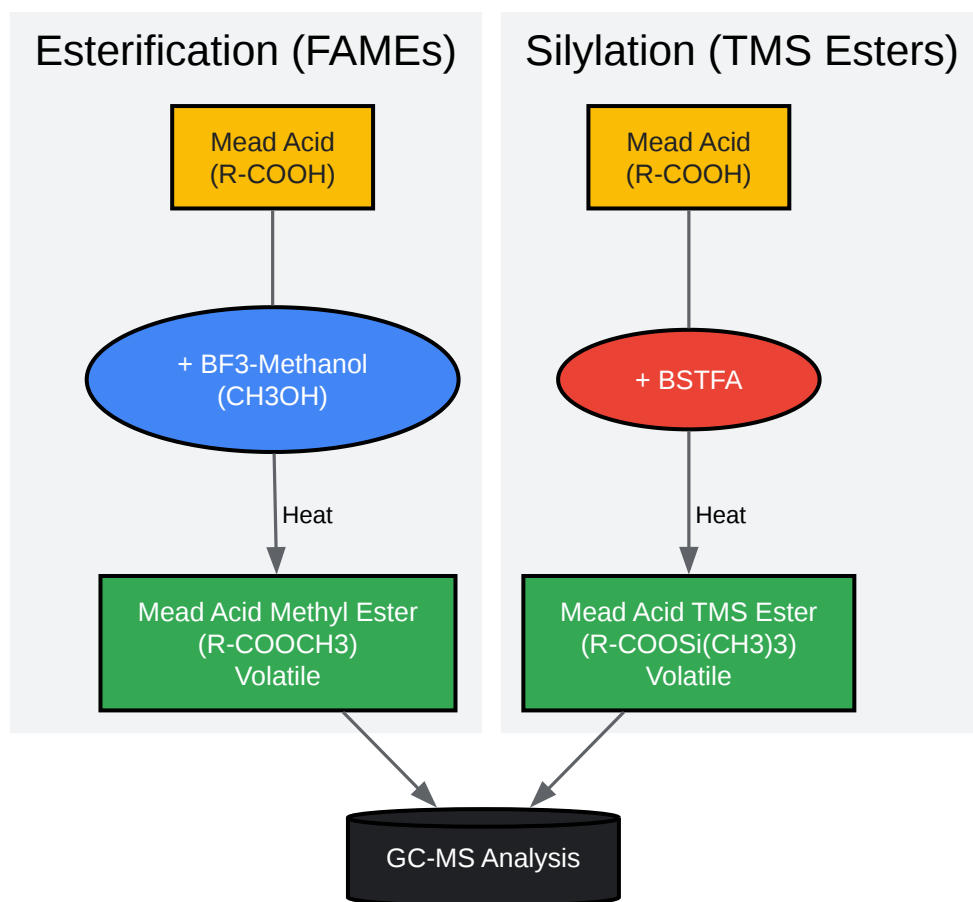 Esterification (FAMEs)
Mead Acid
(R-COOH)
+ BF3-Methanol
(CH3OH)
Heat
Mead Acid Methyl Ester
(R-COOCH3)
Volatile
Silylation (TMS Esters)
Mead Acid
(R-COOH)
+ BSTFA
Heat
Mead Acid TMS Ester
(R-COOSi(CH3)3)
Volatile
GC-MS Analysis